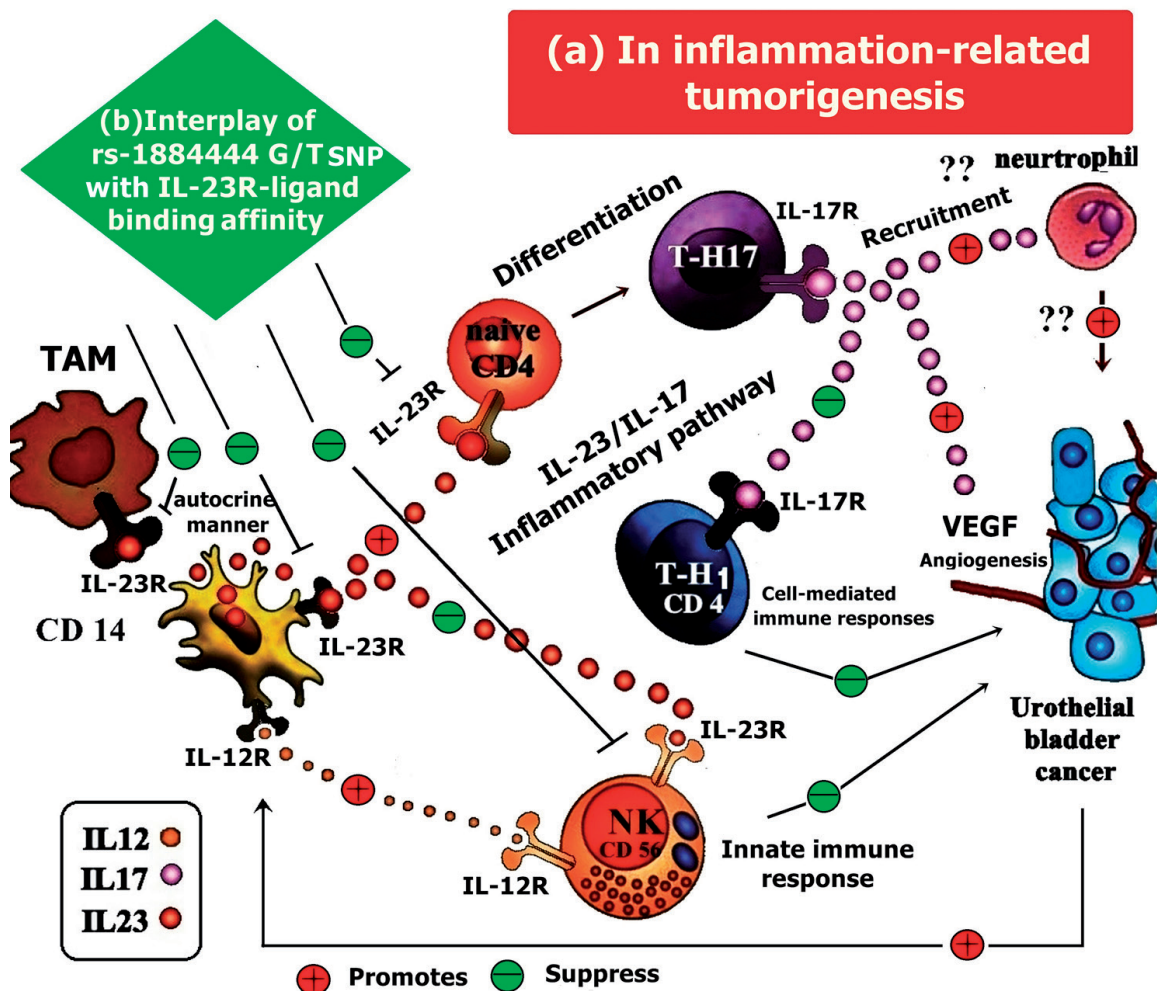 (a) In inflammation-related
tumorigenesis
(b)Interplay of
rs-1884444 G/T SNP
with IL-23R-ligand
binding affinity
?? neurtrophil
Recruitment
IL-17R
Differentiation
T-H17
naive
CD4
IL-23R
??
TAM
IL-23/IL-17
Inflammatory pathway
autocrine
manner
IL-23R
CD 14
IL-23R
IL-17R
T-H1
CD 4
Cell-mediated
immune responses
VEGF
Angiogenesis
Urothelial
bladder
cancer
IL-12R
IL-23R
NK
CD 56
IL-12R
Innate immune
response
IL12
IL17
IL23
Promotes
Suppress